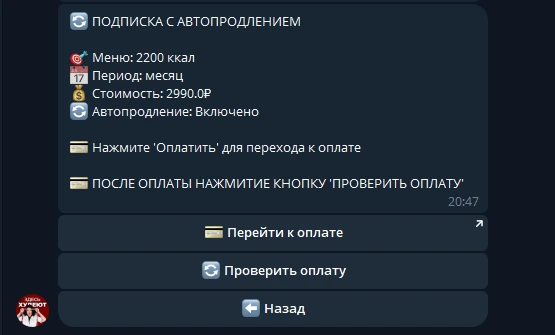 🔄 ПОДПИСКА С АВТОПРОДЛЕНИЕМ
🎯 Меню: 2200 ккал
📅 Период: месяц
💰 Стоимость: 2990.0₽
🔄 Автопродление: Включено
💳 Нажмите 'Оплатить' для перехода к оплате
💳 ПОСЛЕ ОПЛАТЫ НАЖМИТИЕ КНОПКУ 'ПРОВЕРИТЬ ОПЛАТУ'
20:47
💳 Перейти к оплате
🔄 Проверить оплату
⬅️ Назад
ЗДЕСЬ
ХУДЕЮТ